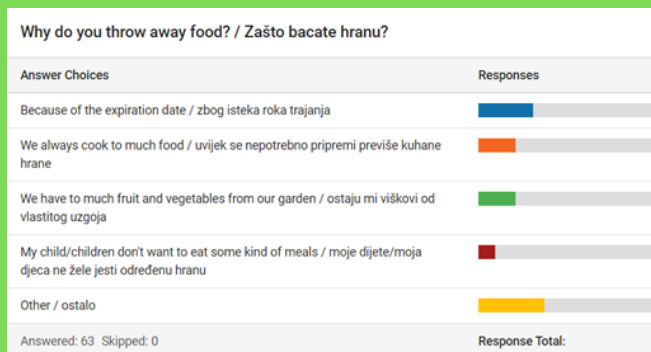 Why do you throw away food? / Zašto bacate hranu?
Answer Choices
Responses
Because of the expiration date / zbog isteka roka trajanja
We always cook to much food / uvijek se nepotrebno pripremi previše kuhane
hrane
We have to much fruit and vegetables from our garden / ostaju mi viškovi od
vlastitog uzgoja
My child/children don't want to eat some kind of meals / moje dijete/moja
djeca ne žele jesti određenu hranu
Other / ostalo
Answered: 63 Skipped: 0
Response Total: